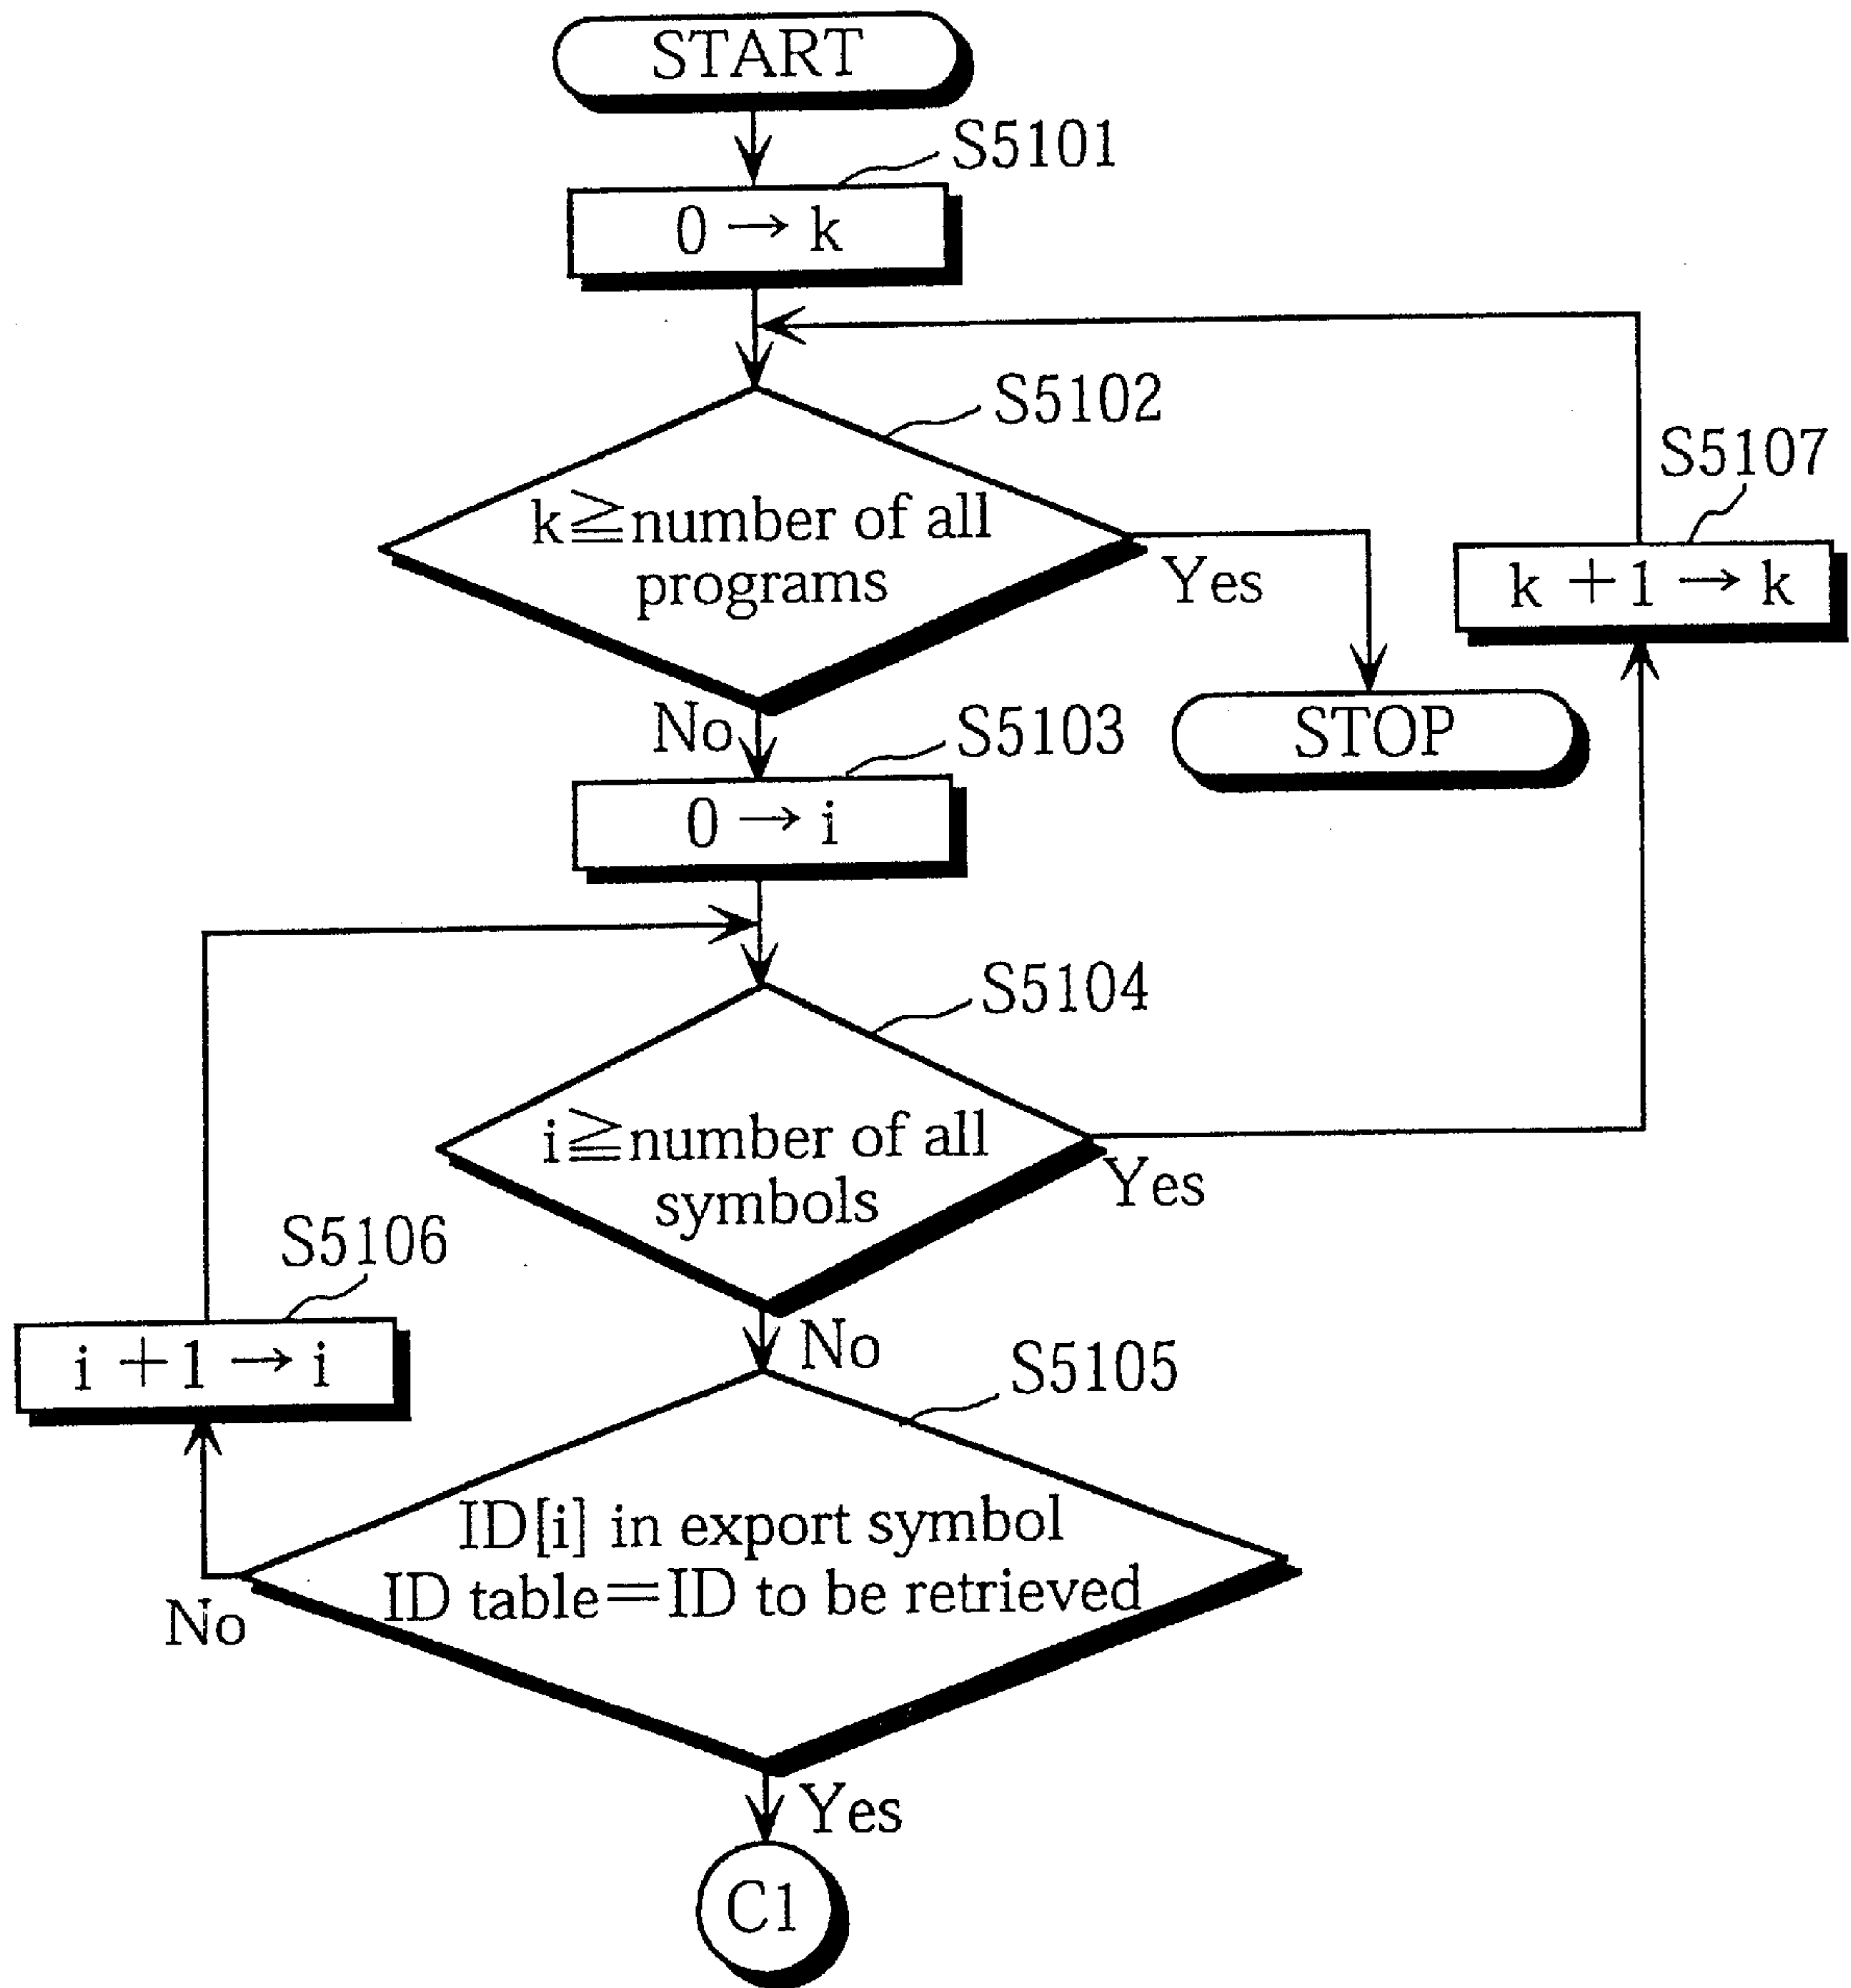 START
S5101
0 → k
S5102
k≧number of all
programs
Yes
S5107
k +1 → k
STOP
No
S5103
0 → i
S5104
i≧number of all
symbols
Yes
S5106
i +1 → i
No
S5105
ID[i] in export symbol
ID table=ID to be retrieved
No
Yes
C1